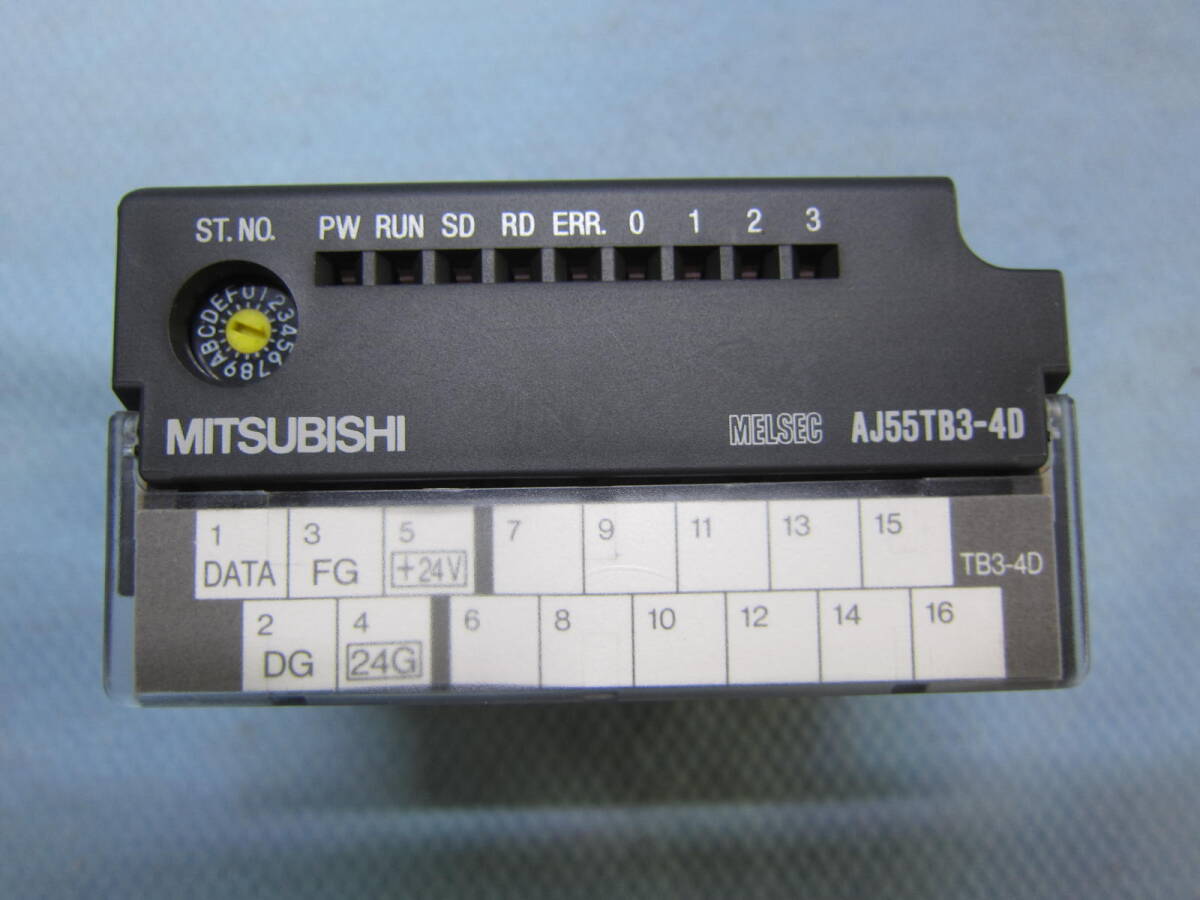 ST. NO. PW RUN SD RD ERR. 0 1 2 3
0123456789ABCDEF
MITSUBISHI MELSEC AJ55TB3-4D
1 3 5 7 9 11 13 15
DATA FG +24V TB3-4D
2 4 6 8 10 12 14 16
DG 24G